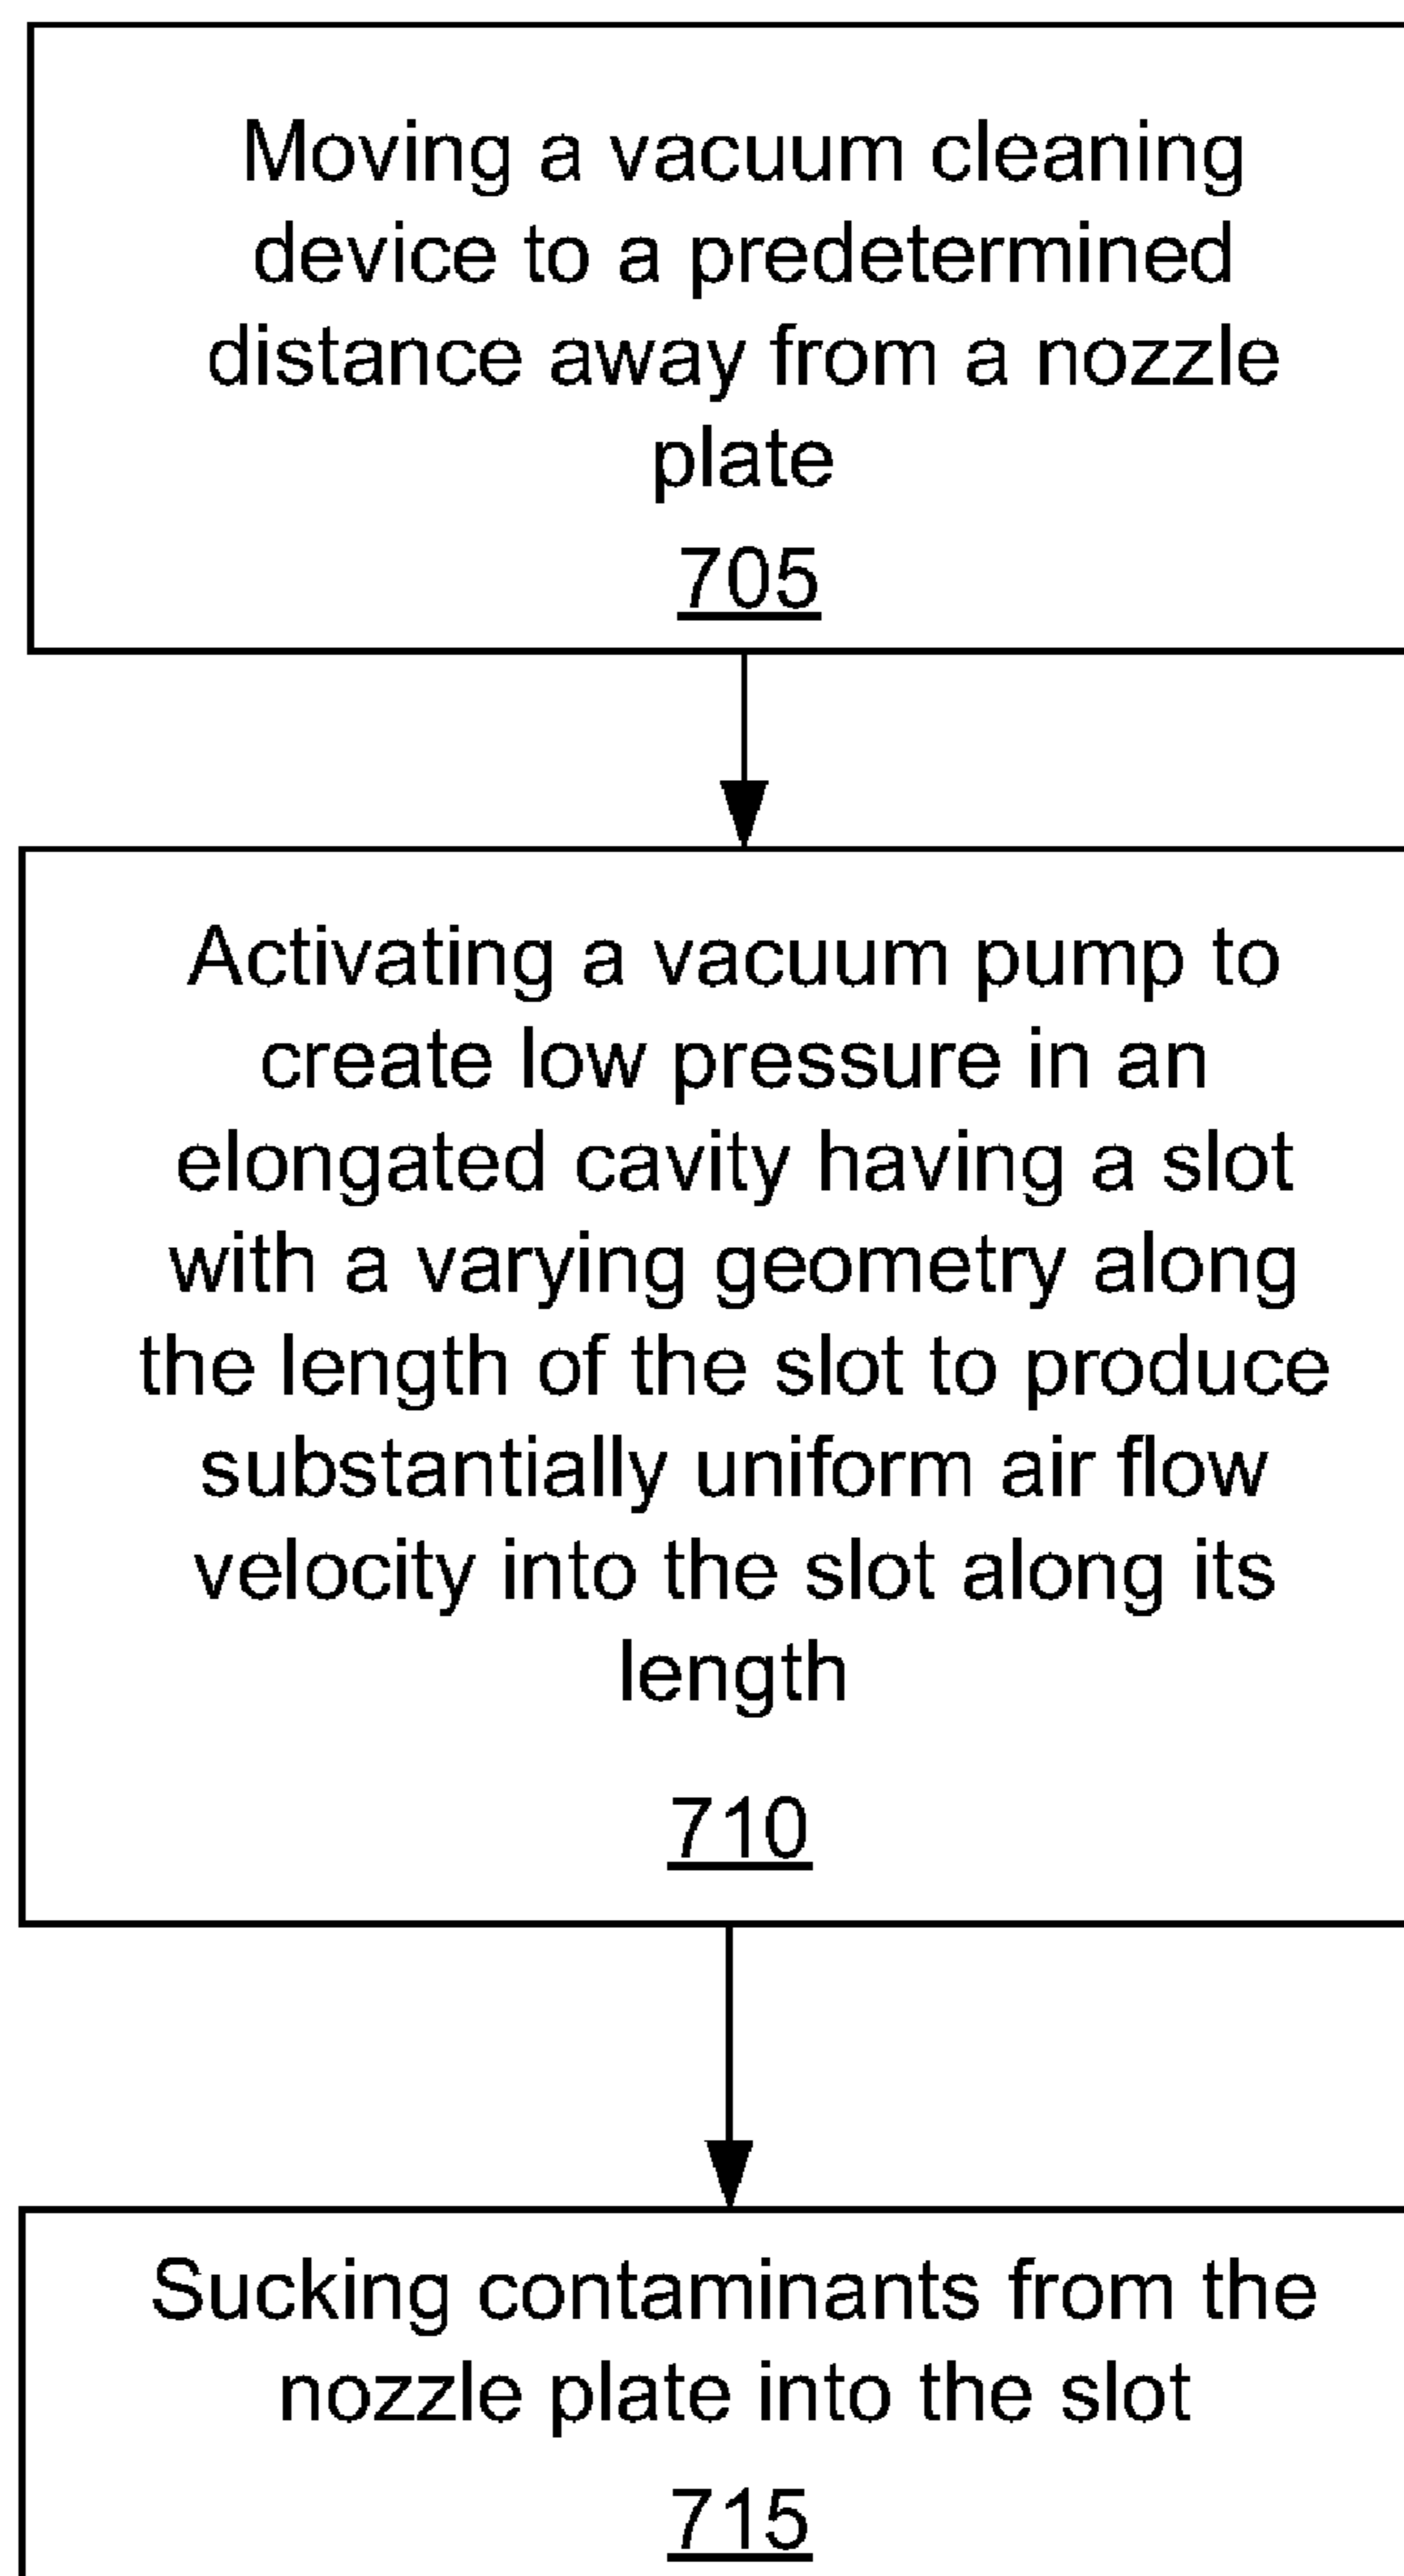 Moving a vacuum cleaning
device to a predetermined
distance away from a nozzle
plate
705
Activating a vacuum pump to
create low pressure in an
elongated cavity having a slot
with a varying geometry along
the length of the slot to produce
substantially uniform air flow
velocity into the slot along its
length
710
Sucking contaminants from the
nozzle plate into the slot
715